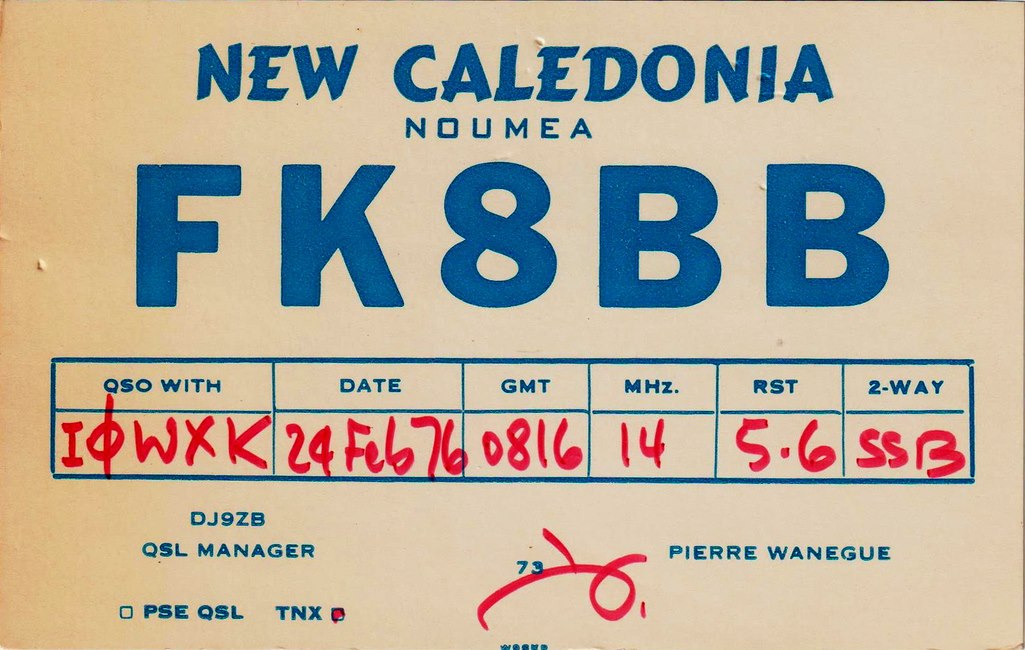 NEW CALEDONIA
NOUMEA
FK8BB
QSO WITH DATE GMT MHz. RST 2-WAY
IØWXK 24 Feb 76 0816 14 5.6 SSB
DJ9ZB
QSL MANAGER
73
PIERRE WANEGUE
PSE QSL TNX